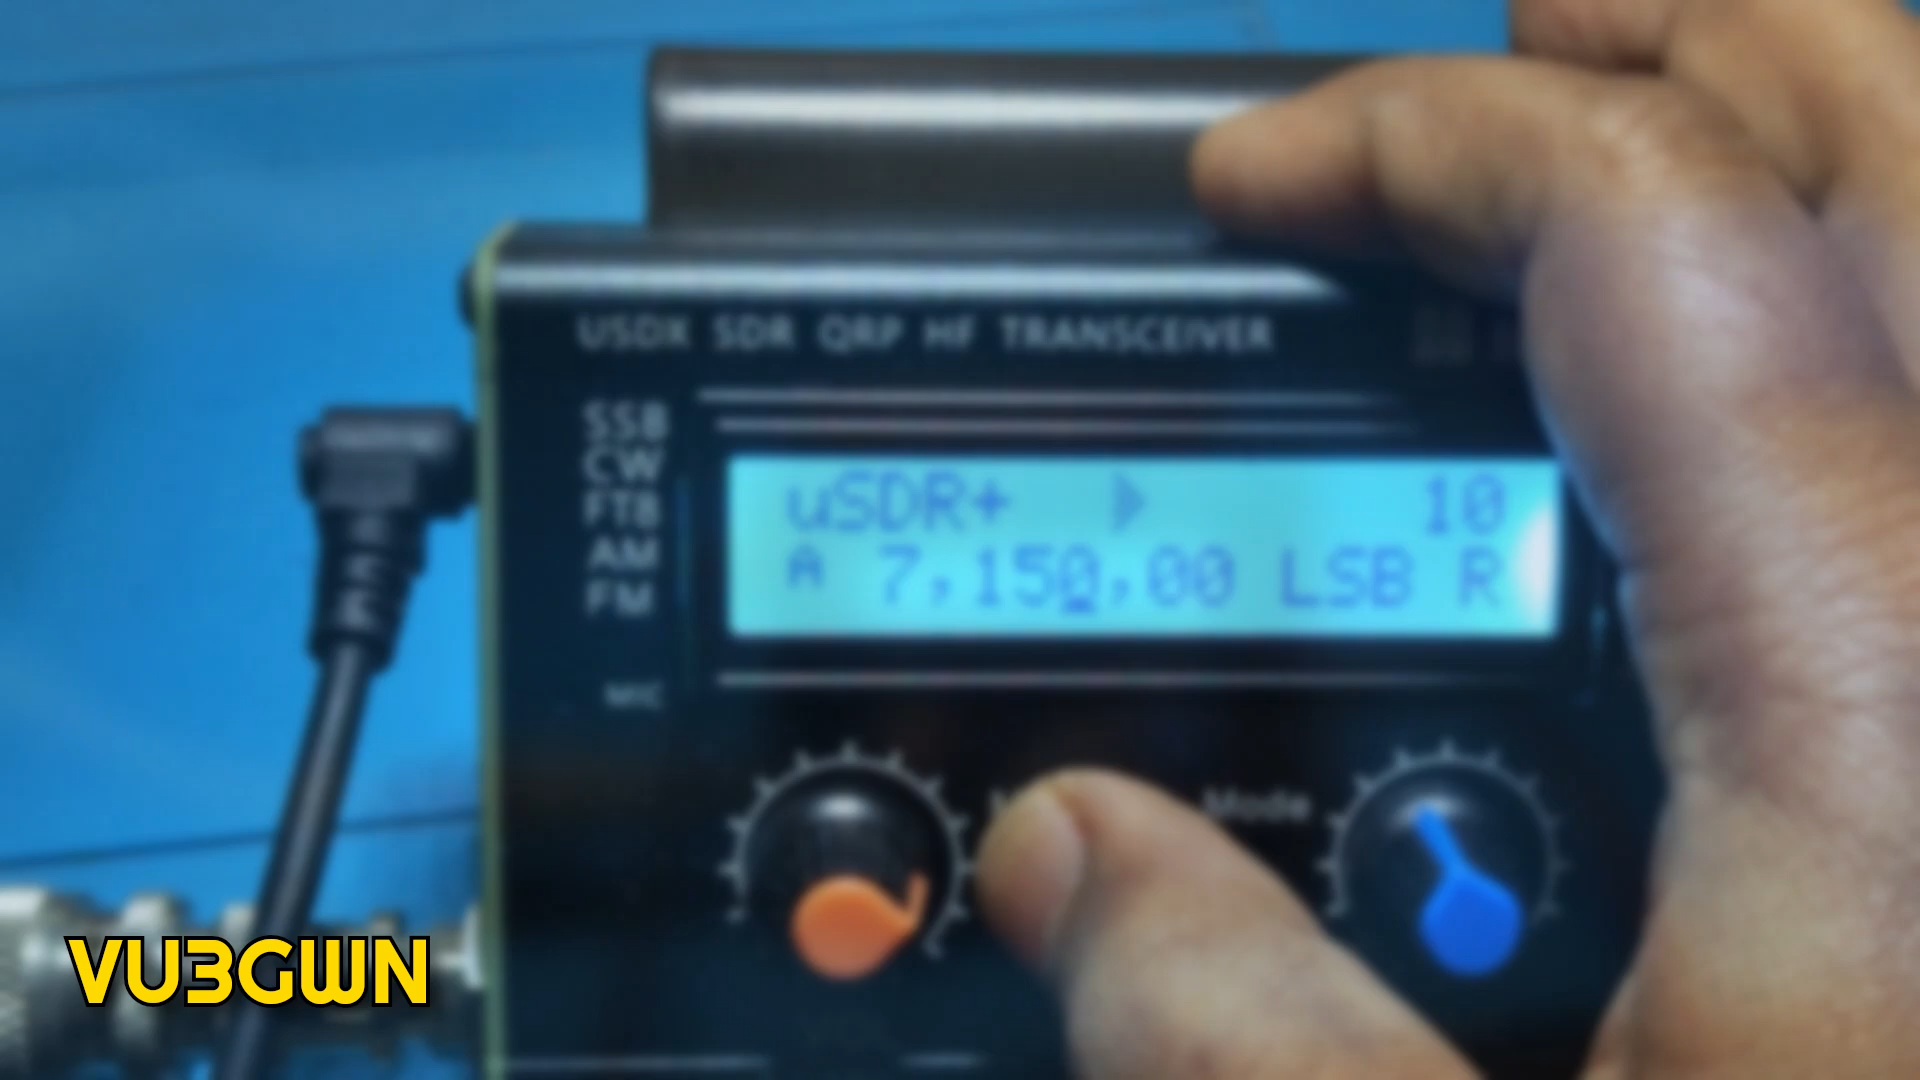 USDX SDR QRP HF TRANSCEIVER
SSB
CW
FT8
AM
FM
uSDR+ 10
A 7,150,00 LSB R
MIC
Mode
VU3GWN